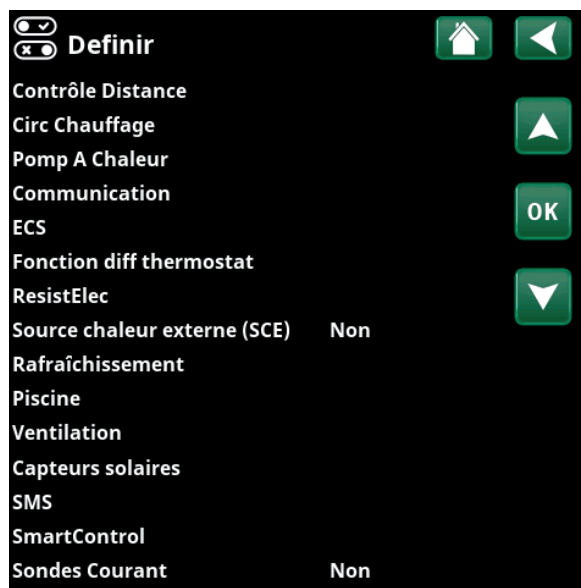 Definir
Contrôle Distance
Circ Chauffage
Pomp A Chaleur
Communication
ECS
OK
Fonction diff thermostat
ResistElec
Source chaleur externe (SCE) Non
Rafraîchissement
Piscine
Ventilation
Capteurs solaires
SMS
SmartControl
Sondes Courant Non